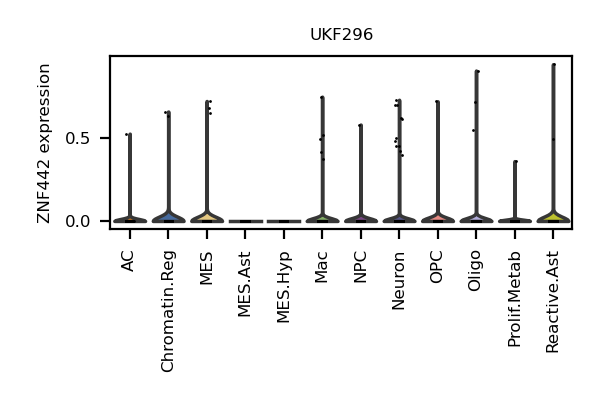 UKF296
ZNF442 expression
0.5
0.0
AC
Chromatin.Reg
MES
MES.Ast
MES.Hyp
Mac
NPC
Neuron
OPC
Oligo
Prolif.Metab
Reactive.Ast